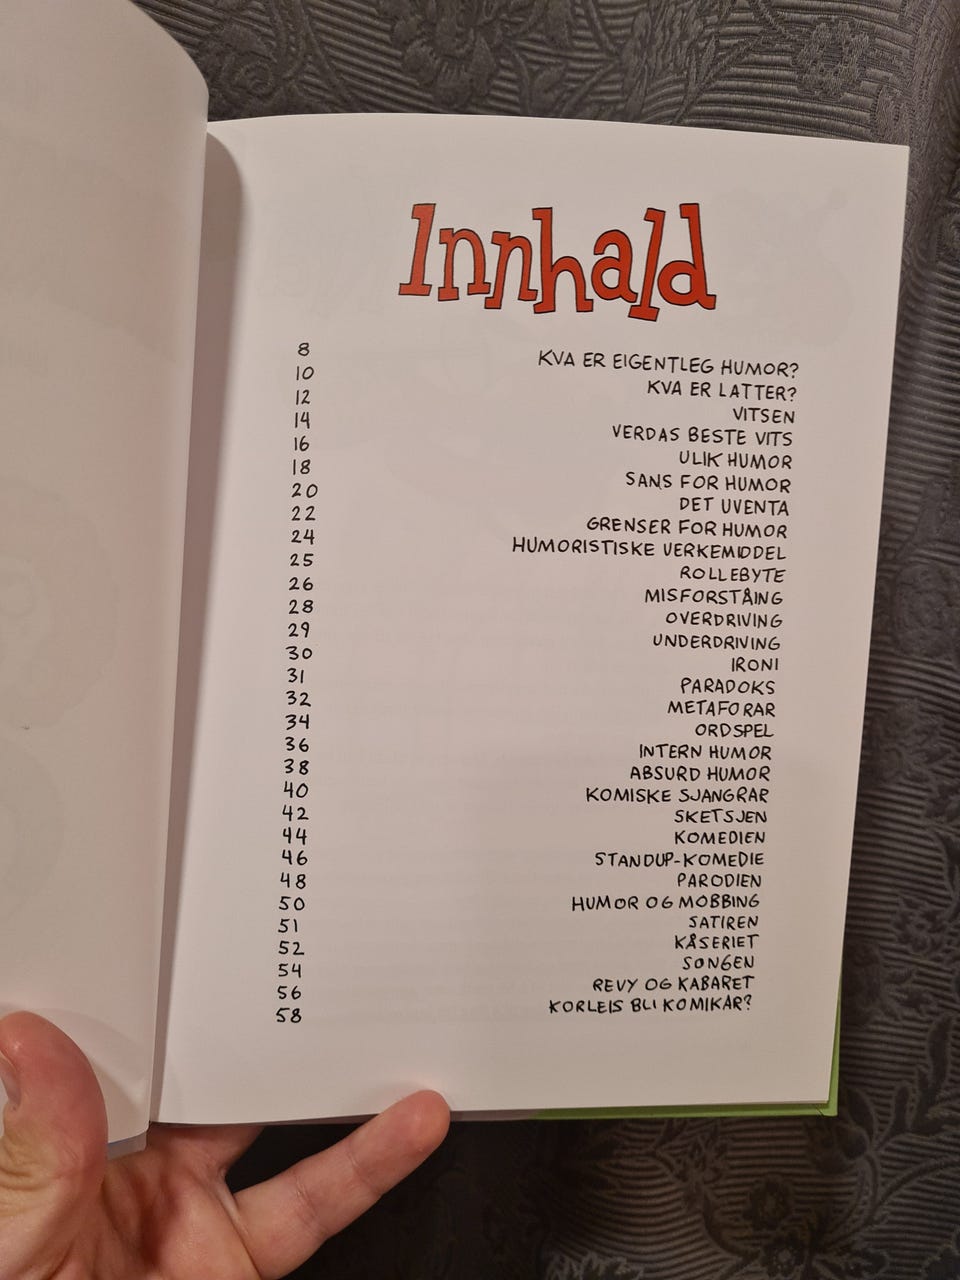 Innhald
8 KVA ER EIGENTLEG HUMOR?
10 KVA ER LATTER?
12 VITSEN
14 VERDAS BESTE VITS
16 ULIK HUMOR
18 SANS FOR HUMOR
20 DET UVENTA
22 GRENSER FOR HUMOR
24 HUMORISTISKE VERKEMIDDEL
25 ROLLEBYTE
26 MISFORSTÅING
28 OVERDRIVING
29 UNDERDRIVING
30 IRONI
31 PARADOKS
32 METAFORAR
34 ORDSPEL
36 INTERN HUMOR
38 ABSURD HUMOR
40 KOMISKE SJANGRAR
42 SKETSJEN
44 KOMEDIEN
46 STANDUP-KOMEDIE
48 PARODIEN
50 HUMOR OG MOBBING
51 SATIREN
52 KÅSERIET
54 SONGEN
56 REVY OG KABARET
58 KORLEIS BLI KOMIKAR?